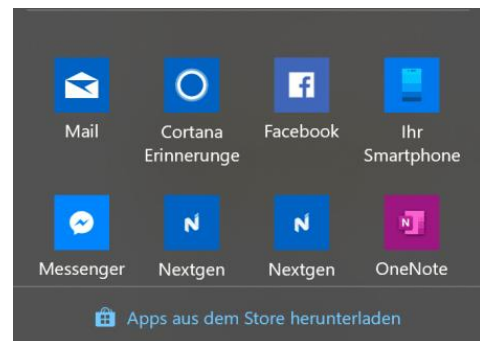 Mail Cortana Erinnerunge Facebook Ihr Smartphone
Messenger Nextgen Nextgen OneNote
Apps aus dem Store herunterladen